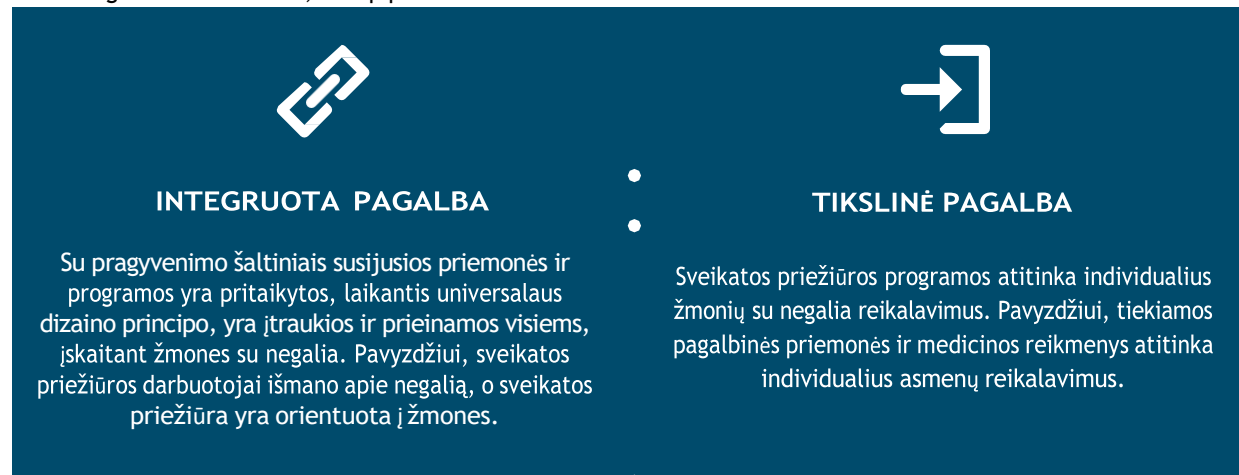 INTEGRUOTA PAGALBA
Su pragyvenimo šaltiniais susijusios priemonės ir
programos yra pritaikytos, laikantis universalaus
dizaino principo, yra įtraukios ir prieinamos visiems,
įskaitant žmones su negalia. Pavyzdžiui, sveikatos
priežiūros darbuotojai išmano apie negalią, o sveikatos
priežiūra yra orientuota į žmones.
TIKSLINĖ PAGALBA
Sveikatos priežiūros programos atitinka individualius
žmonių su negalia reikalavimus. Pavyzdžiui, tiekiamos
pagalbinės priemonės ir medicinos reikmenys atitinka
individualius asmenų reikalavimus.